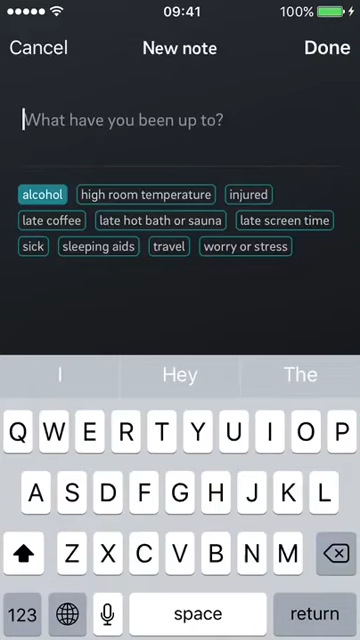 09:41 100%
Cancel New note Done
What have you been up to?
alcohol high room temperature injured
late coffee late hot bath or sauna late screen time
sick sleeping aids travel worry or stress
I Hey The
Q W E R T Y U I O P
A S D F G H J K L
Z X C V B N M
123 space return